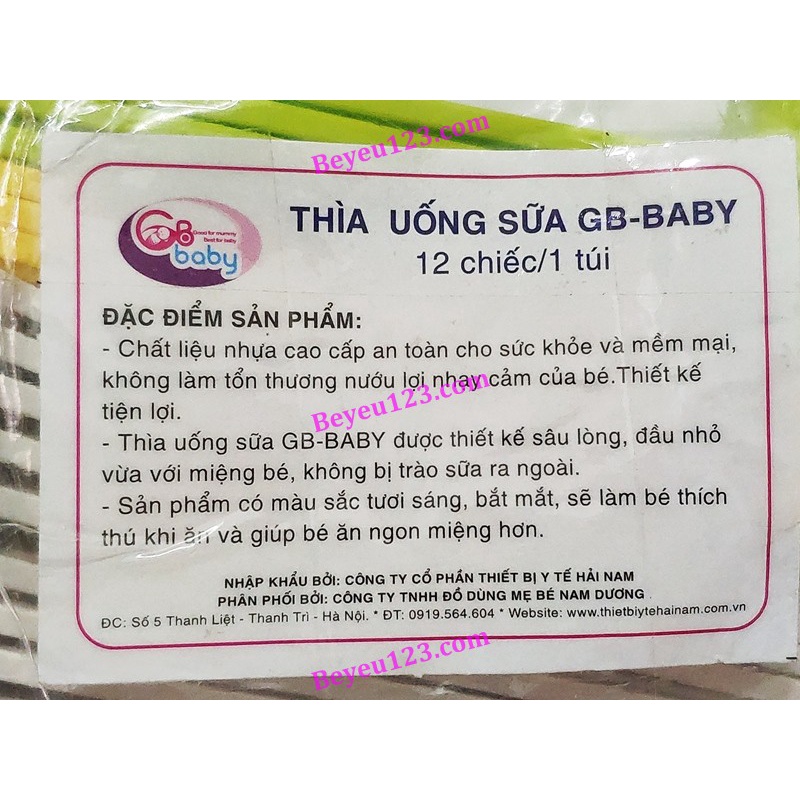 Beyeu123.com
GB
Good for mummy
Best for baby
baby
THÌA UỐNG SỮA GB-BABY
12 chiếc/1 túi
ĐẶC ĐIỂM SẢN PHẨM:
- Chất liệu nhựa cao cấp an toàn cho sức khỏe và mềm mại,
không làm tổn thương nướu lợi nhạy cảm của bé.Thiết kế
Beyeu123.com
tiện lợi.
- Thìa uống sữa GB-BABY được thiết kế sâu lòng, đầu nhỏ
vừa với miệng bé, không bị trào sữa ra ngoài.
- Sản phẩm có màu sắc tươi sáng, bắt mắt, sẽ làm bé thích
thú khi ăn và giúp bé ăn ngon miệng hơn.
NHẬP KHẨU BỞI: CÔNG TY CỔ PHẦN THIẾT BỊ Y TẾ HẢI NAM
PHÂN PHỐI BỞI: CÔNG TY TNHH ĐỒ DÙNG MẸ BÉ NAM DƯƠNG
ĐC: Số 5 Thanh Liệt - Thanh Trì - Hà Nội. * ĐT: 0919.564.604 * Website: www.thietbiytehainam.com.vn
Beyeu123.com